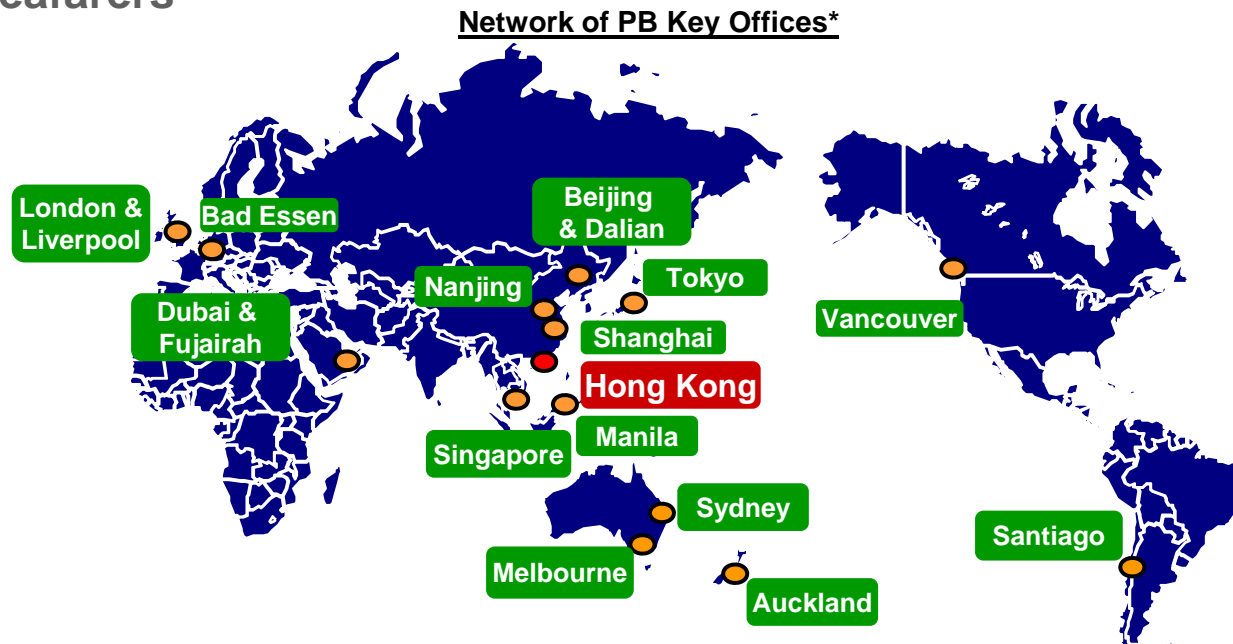 Network of PB Key Offices*
London &
Liverpool
Bad Essen
Beijing
& Dalian
Nanjing
Tokyo
Dubai &
Fujairah
Shanghai
Vancouver
Hong Kong
Singapore
Manila
Sydney
Santiago
Melbourne
Auckland